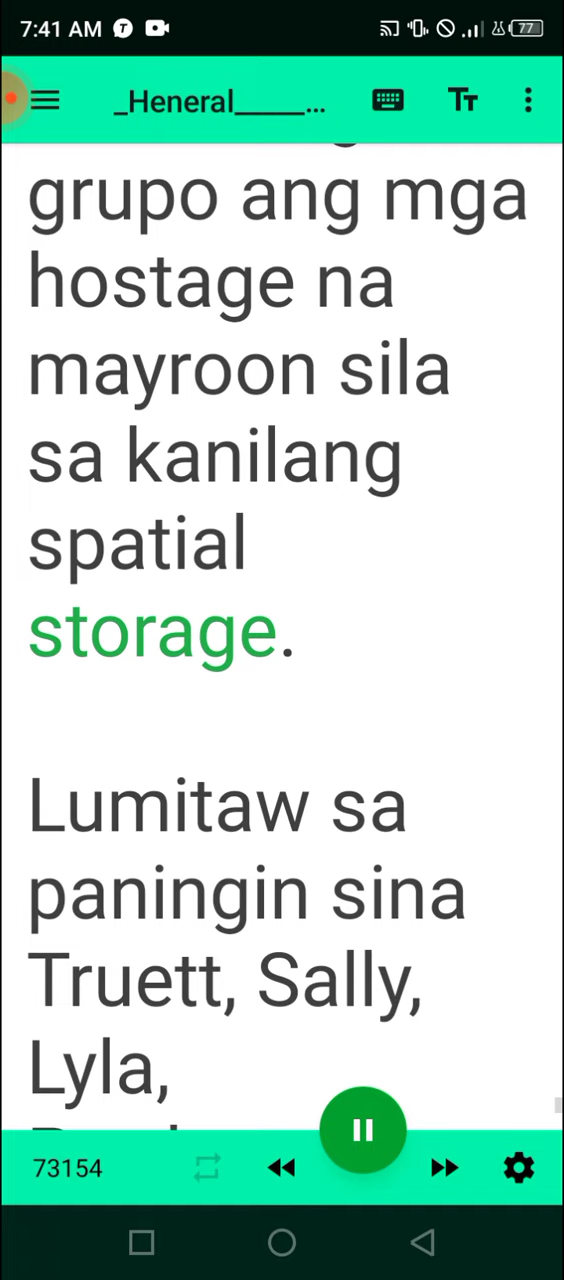 7:41 AM
77
_Heneral_____...
grupo ang mga
hostage na
mayroon sila
sa kanilang
spatial
storage.
Lumitaw sa
paningin sina
Truett, Sally,
Lyla,
73154